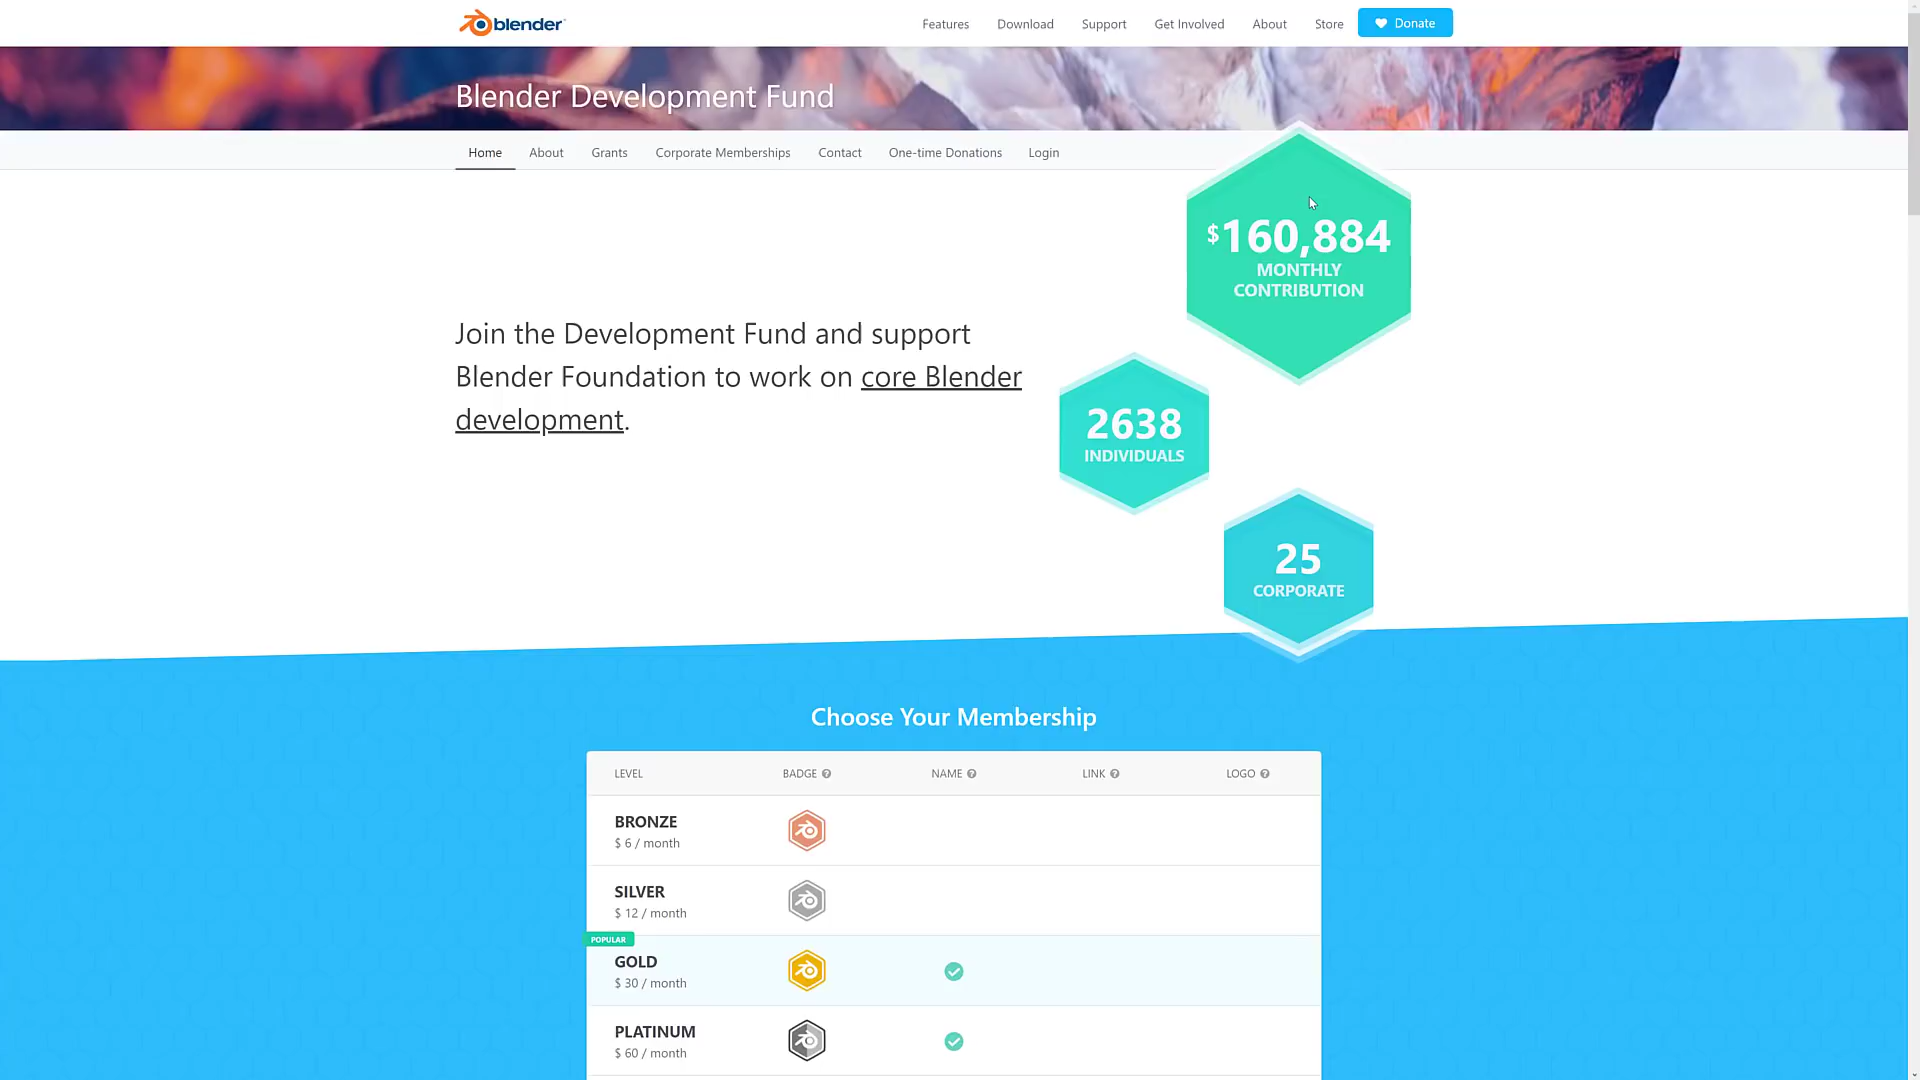 blender
Features
Download
Support
Get Involved
About
Store
Donate
Blender Development Fund
Home
About
Grants
Corporate Memberships
Contact
One-time Donations
Login
$160,884
MONTHLY
CONTRIBUTION
Join the Development Fund and support
Blender Foundation to work on core Blender
development.
2638
INDIVIDUALS
25
CORPORATE
Choose Your Membership
LEVEL
BADGE ?
NAME ?
LINK ?
LOGO ?
BRONZE
$ 6 / month
SILVER
$ 12 / month
POPULAR
GOLD
$ 30 / month
PLATINUM
$ 60 / month